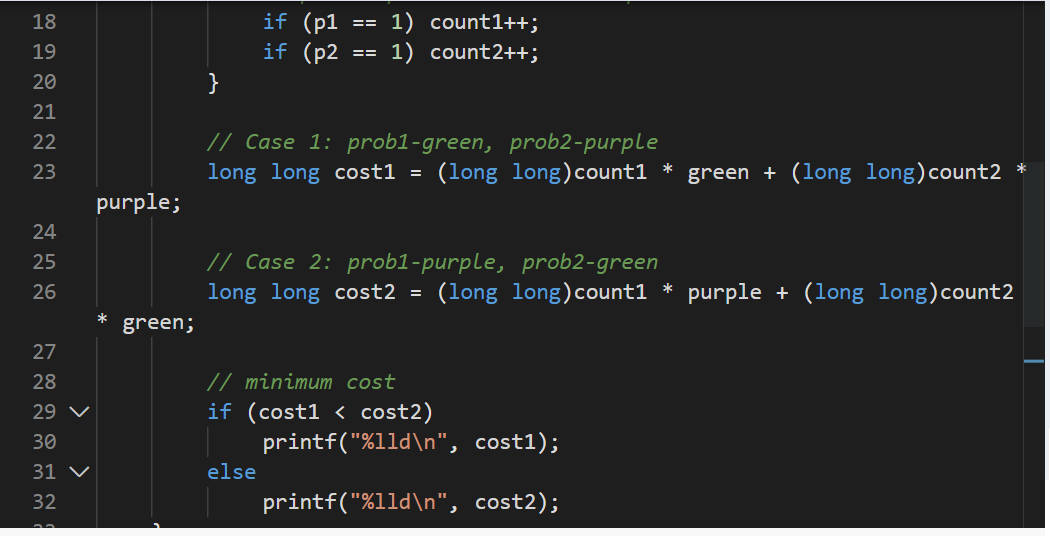 18 if (p1 == 1) count1++;
19 if (p2 == 1) count2++;
20 }
21
22 // Case 1: prob1-green, prob2-purple
23 long long cost1 = (long long)count1 * green + (long long)count2 *
purple;
24
25 // Case 2: prob1-purple, prob2-green
26 long long cost2 = (long long)count1 * purple + (long long)count2
* green;
27
28 // minimum cost
29 if (cost1 < cost2)
30 printf("%lld\n", cost1);
31 else
32 printf("%lld\n", cost2);